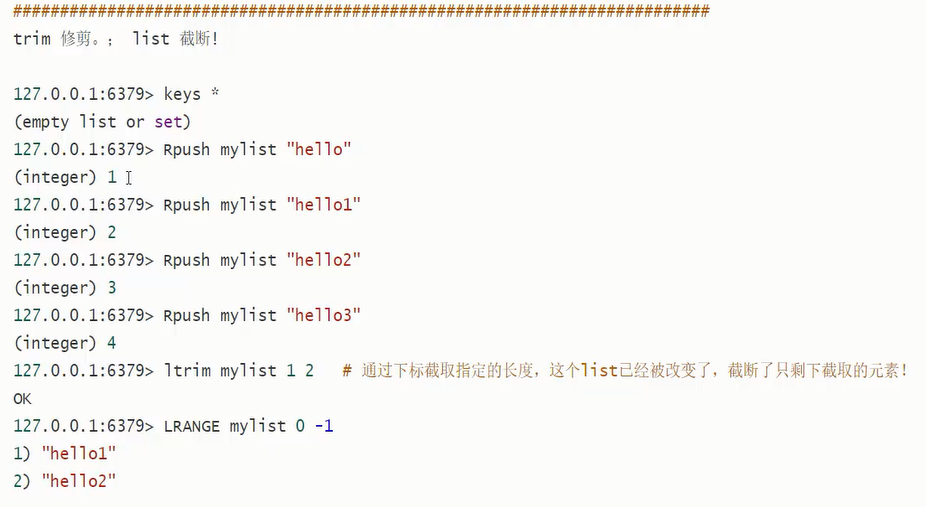 ##########################################################################
trim 修剪。; list 截断!
127.0.0.1:6379> keys *
(empty list or set)
127.0.0.1:6379> Rpush mylist "hello"
(integer) 1
127.0.0.1:6379> Rpush mylist "hello1"
(integer) 2
127.0.0.1:6379> Rpush mylist "hello2"
(integer) 3
127.0.0.1:6379> Rpush mylist "hello3"
(integer) 4
127.0.0.1:6379> ltrim mylist 1 2 # 通过下标截取指定的长度，这个list已经被改变了，截断了只剩下截取的元素!
OK
127.0.0.1:6379> LRANGE mylist 0 -1
1) "hello1"
2) "hello2"